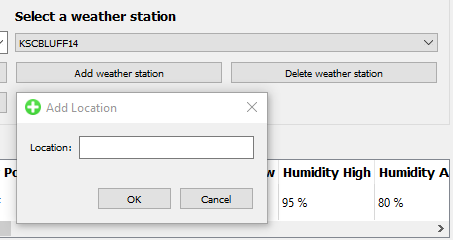 Select a weather station
KSCBLUFF14
Add weather station Delete weather station
Add Location
Location:
Po w Humidity High Humidity A
OK Cancel
95 % 80 %